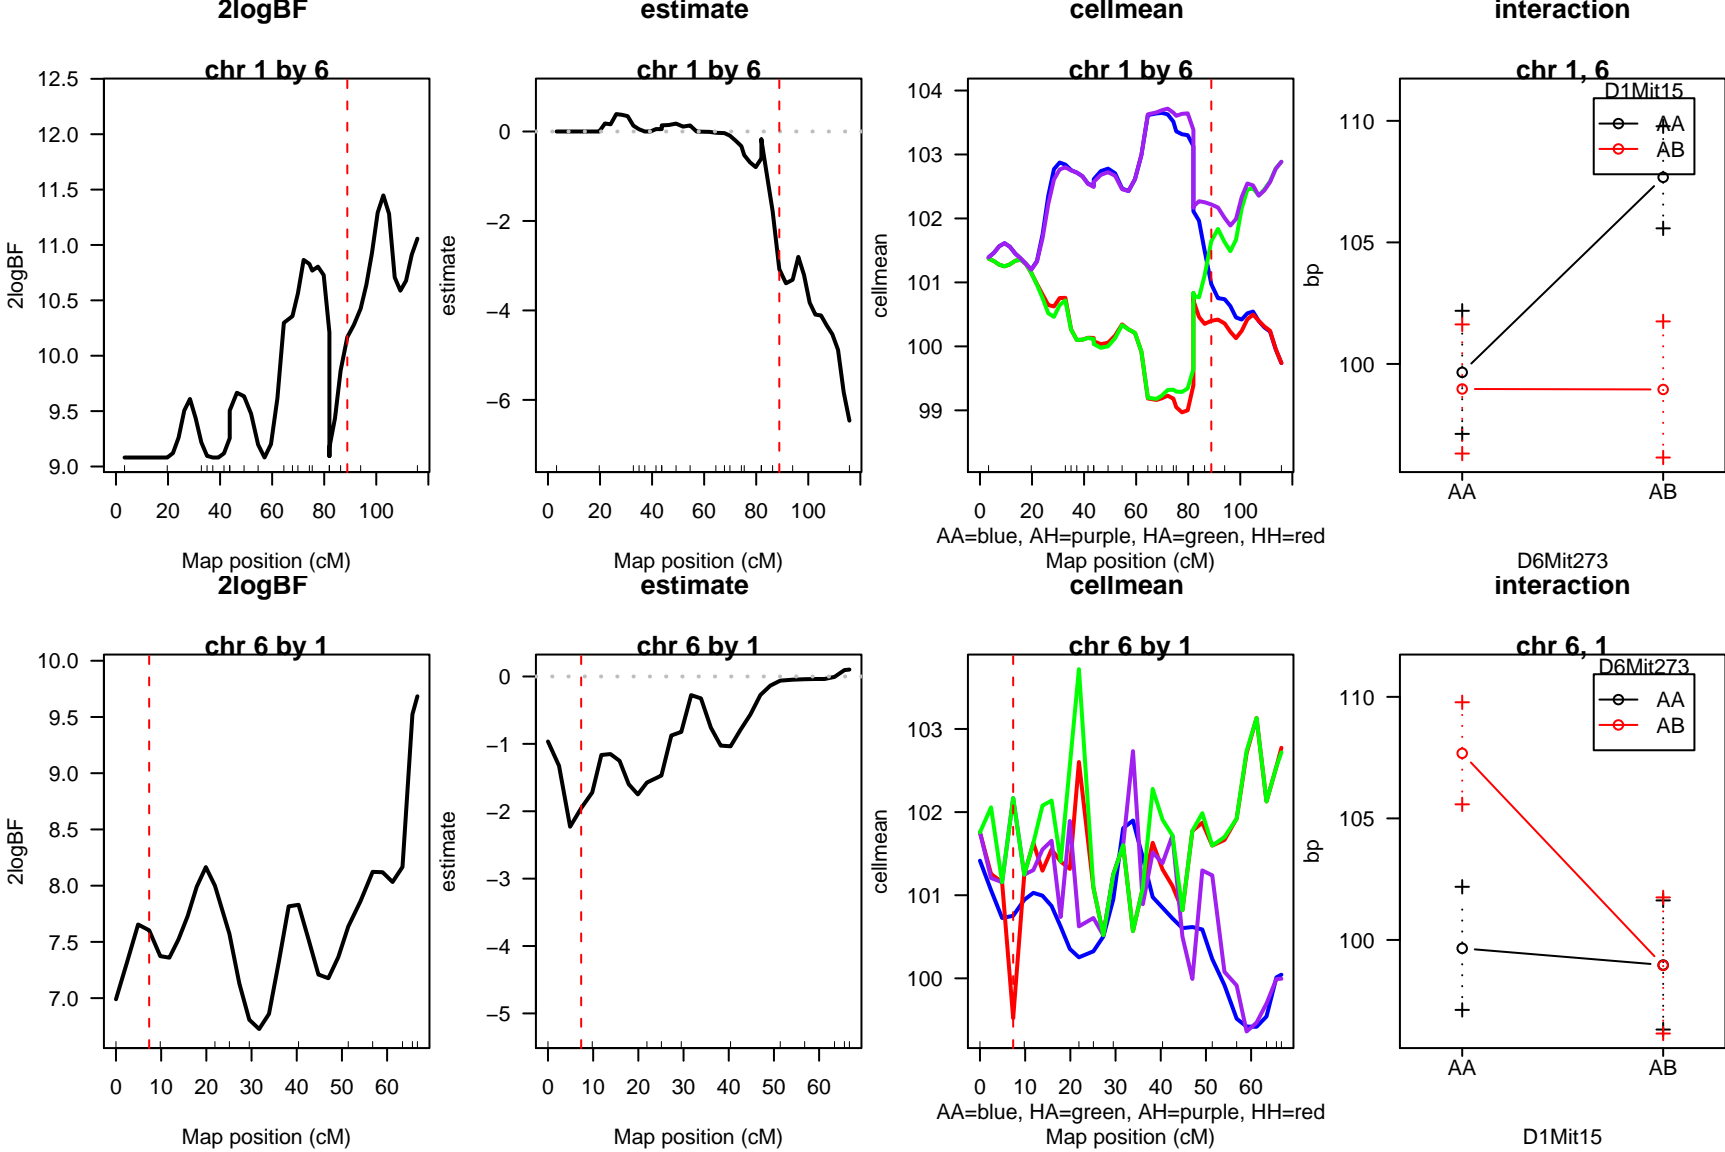 2logBF
estimate
cellmean
interaction
chr 1 by 6
chr 1 by 6
chr 1 by 6
chr 1, 6
2logBF
12.5
12.0
11.5
11.0
10.5
10.0
9.5
9.0
0 20 40 60 80 100
Map position (cM)
estimate
0
−2
−4
−6
0 20 40 60 80 100
Map position (cM)
cellmean
104
103
102
101
100
99
0 20 40 60 80 100
AA=blue, AH=purple, HA=green, HH=red
Map position (cM)
bp
110
105
100
D1Mit15
AA
AB
AA AB
D6Mit273
2logBF
estimate
cellmean
interaction
chr 6 by 1
chr 6 by 1
chr 6 by 1
chr 6, 1
2logBF
10.0
9.5
9.0
8.5
8.0
7.5
7.0
0 10 20 30 40 50 60
Map position (cM)
estimate
0
−1
−2
−3
−4
−5
0 10 20 30 40 50 60
Map position (cM)
cellmean
103
102
101
100
0 10 20 30 40 50 60
AA=blue, HA=green, AH=purple, HH=red
Map position (cM)
bp
110
105
100
D6Mit273
AA
AB
AA AB
D1Mit15